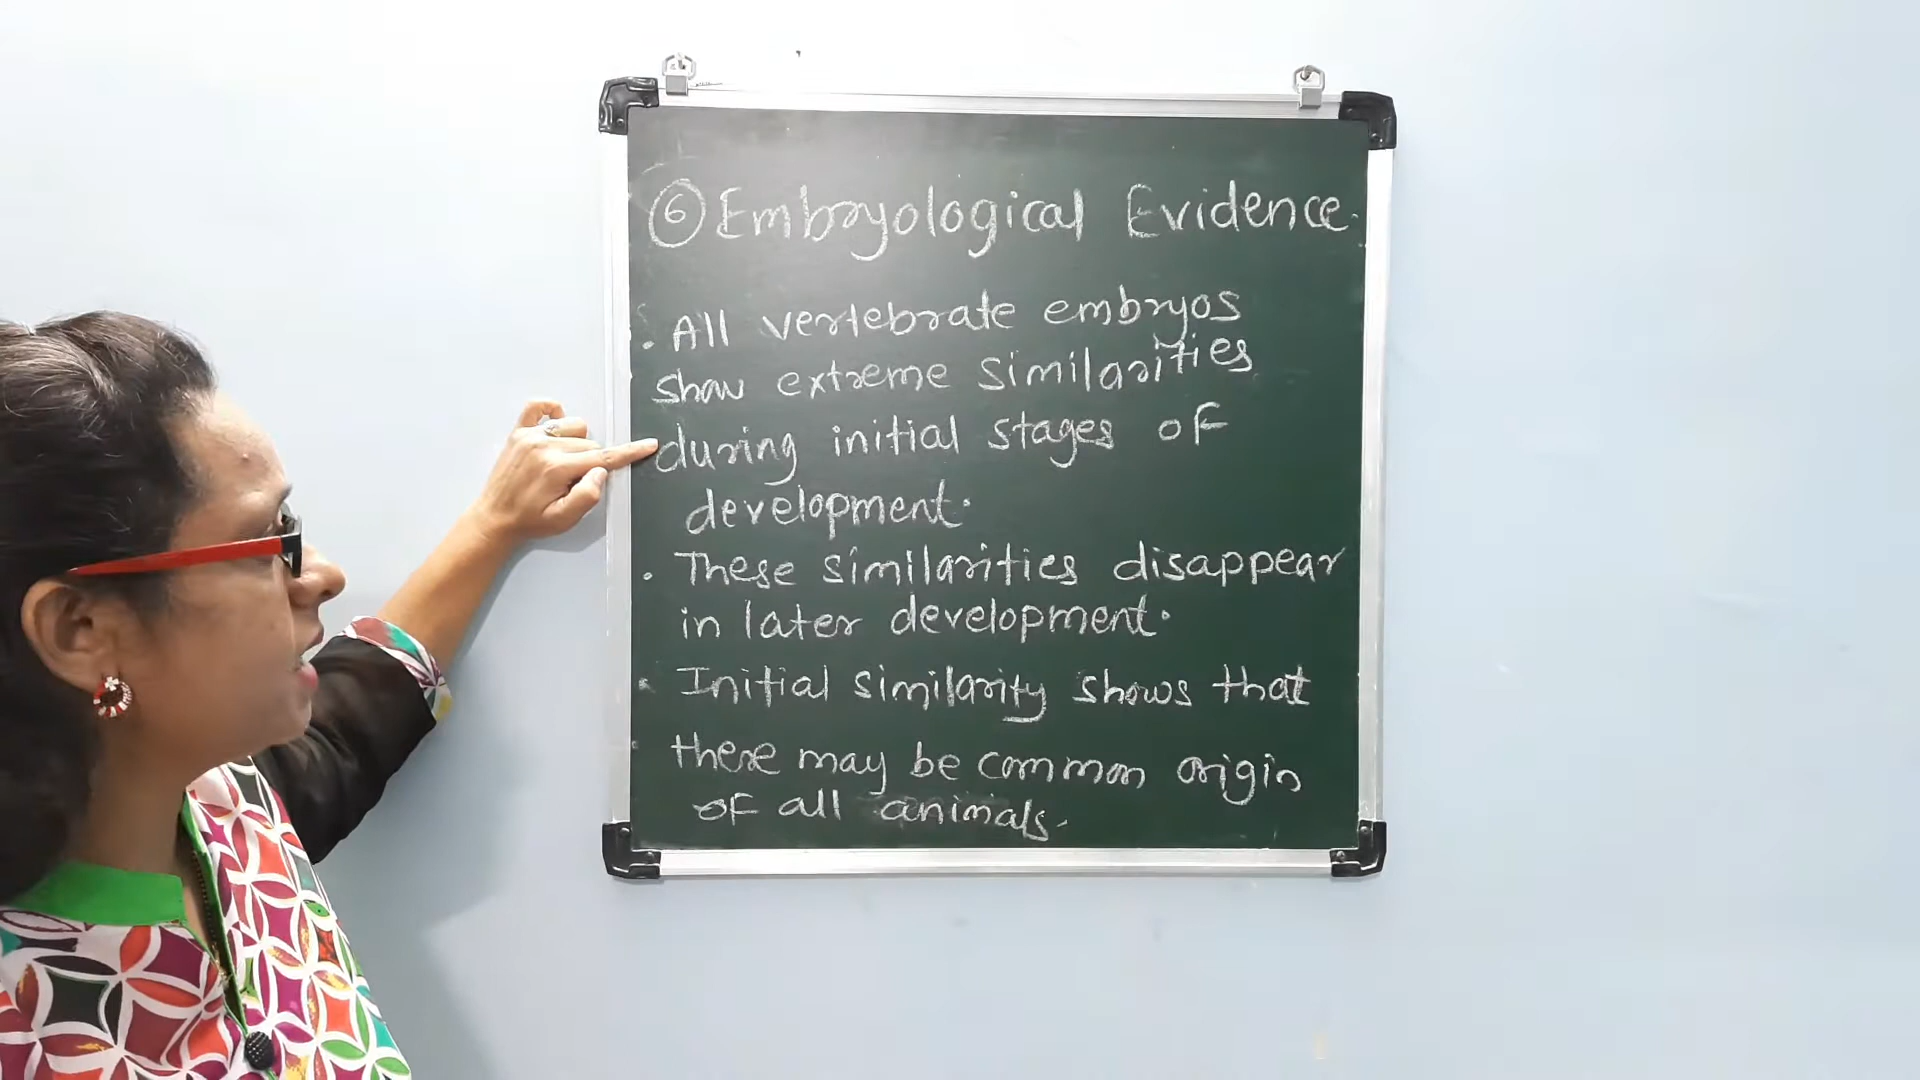 ⑥ Embryological Evidence.
. All vertebrate embryos
show extreme similarities
during initial stages of
development.
. These similarities disappear
in later development.
. Initial similarity shows that
there may be common origin
of all animals.